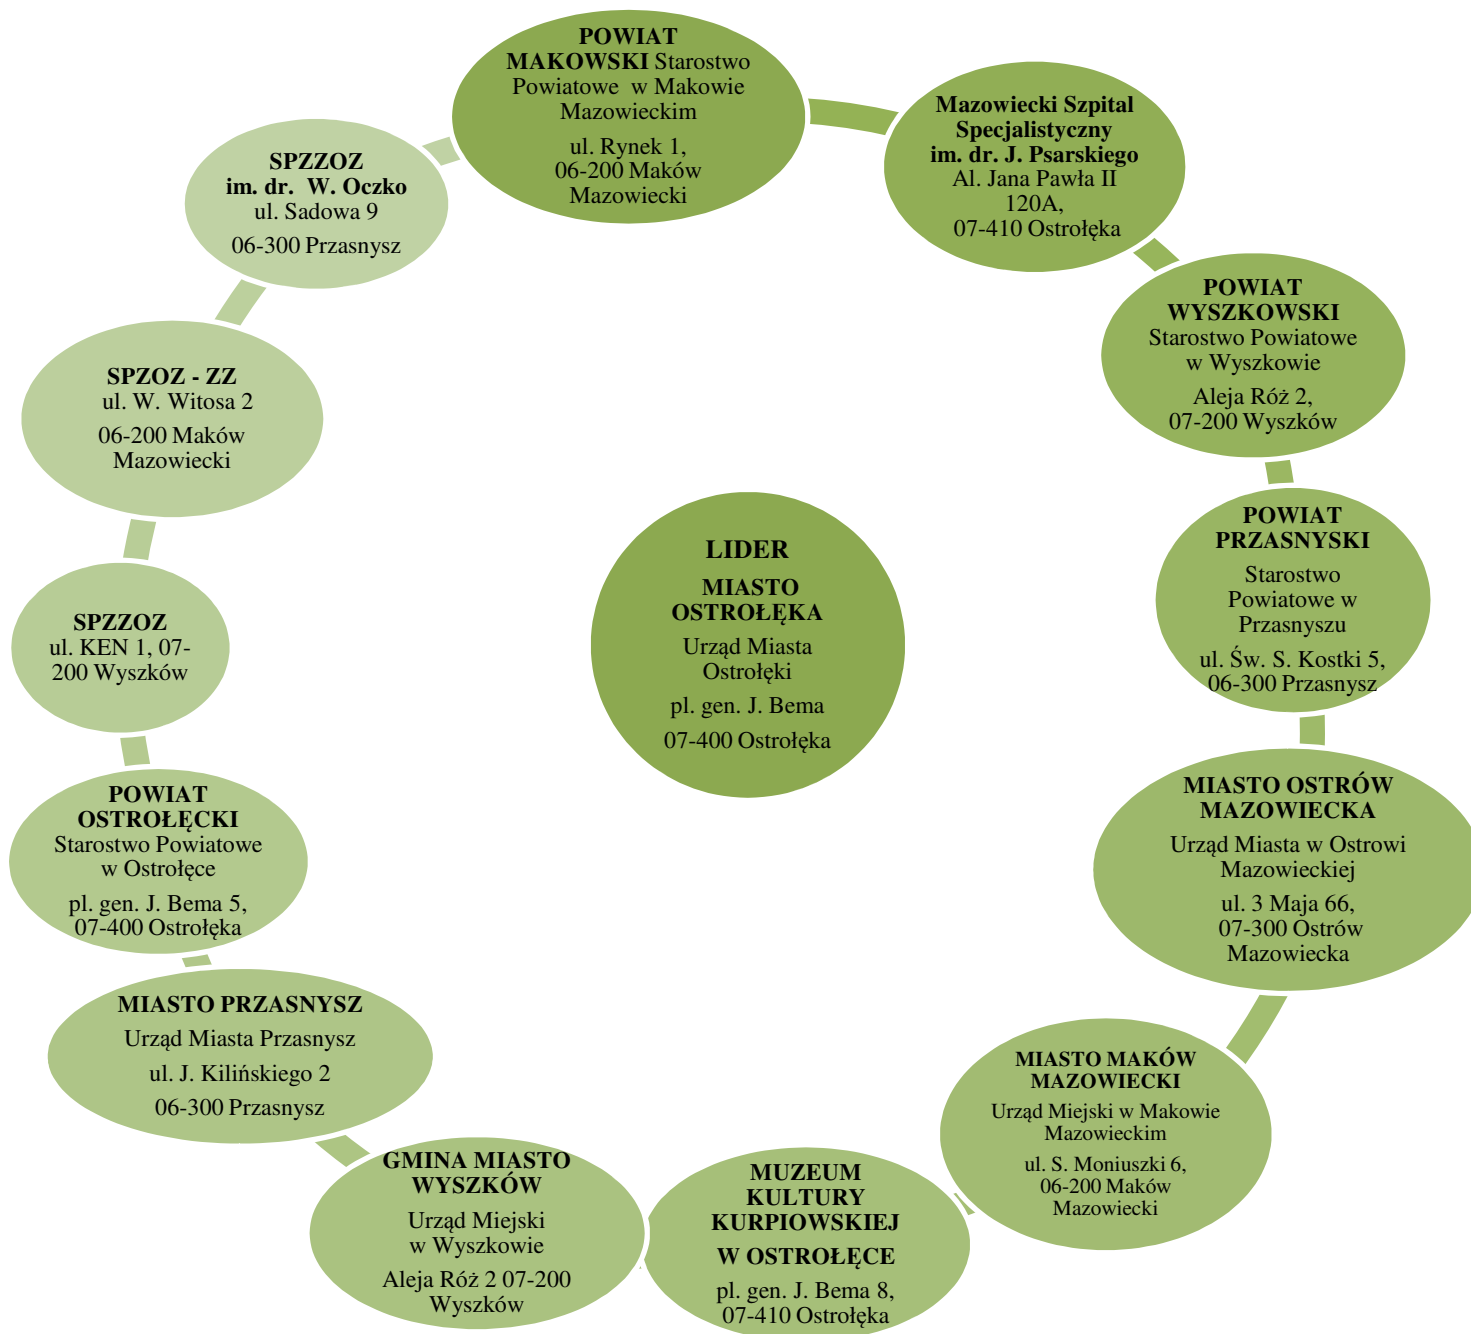 POWIAT
MAKOWSKI Starostwo
Powiatowe w Makowie
Mazowieckim
ul. Rynek 1,
06-200 Maków
Mazowiecki
Mazowiecki Szpital
Specjalistyczny
im. dr. J. Psarskiego
Al. Jana Pawła II
120A,
07-410 Ostrołęka
POWIAT
WYSZKOWSKI
Starostwo Powiatowe
w Wyszkowie
Aleja Róż 2,
07-200 Wyszków
POWIAT
PRZASNYSKI
Starostwo
Powiatowe w
Przasnyszu
ul. Św. S. Kostki 5,
06-300 Przasnysz
MIASTO OSTRÓW
MAZOWIECKA
Urząd Miasta w Ostrowi
Mazowieckiej
ul. 3 Maja 66,
07-300 Ostrów
Mazowiecka
MIASTO MAKÓW
MAZOWIECKI
Urząd Miejski w Makowie
Mazowieckim
ul. S. Moniuszki 6,
06-200 Maków
Mazowiecki
MUZEUM
KULTURY
KURPIOWSKIEJ
W OSTROŁĘCE
pl. gen. J. Bema 8,
07-410 Ostrołęka
GMINA MIASTO
WYSZKÓW
Urząd Miejski
w Wyszkowie
Aleja Róż 2 07-200
Wyszków
MIASTO PRZASNYSZ
Urząd Miasta Przasnysz
ul. J. Kilińskiego 2
06-300 Przasnysz
POWIAT
OSTROŁĘCKI
Starostwo Powiatowe
w Ostrołęce
pl. gen. J. Bema 5,
07-400 Ostrołęka
SPZZOZ
ul. KEN 1, 07-
200 Wyszków
SPZOZ - ZZ
ul. W. Witosa 2
06-200 Maków
Mazowiecki
SPZZOZ
im. dr. W. Oczko
ul. Sadowa 9
06-300 Przasnysz
LIDER
MIASTO
OSTROŁĘKA
Urząd Miasta
Ostrołęki
pl. gen. J. Bema
07-400 Ostrołęka